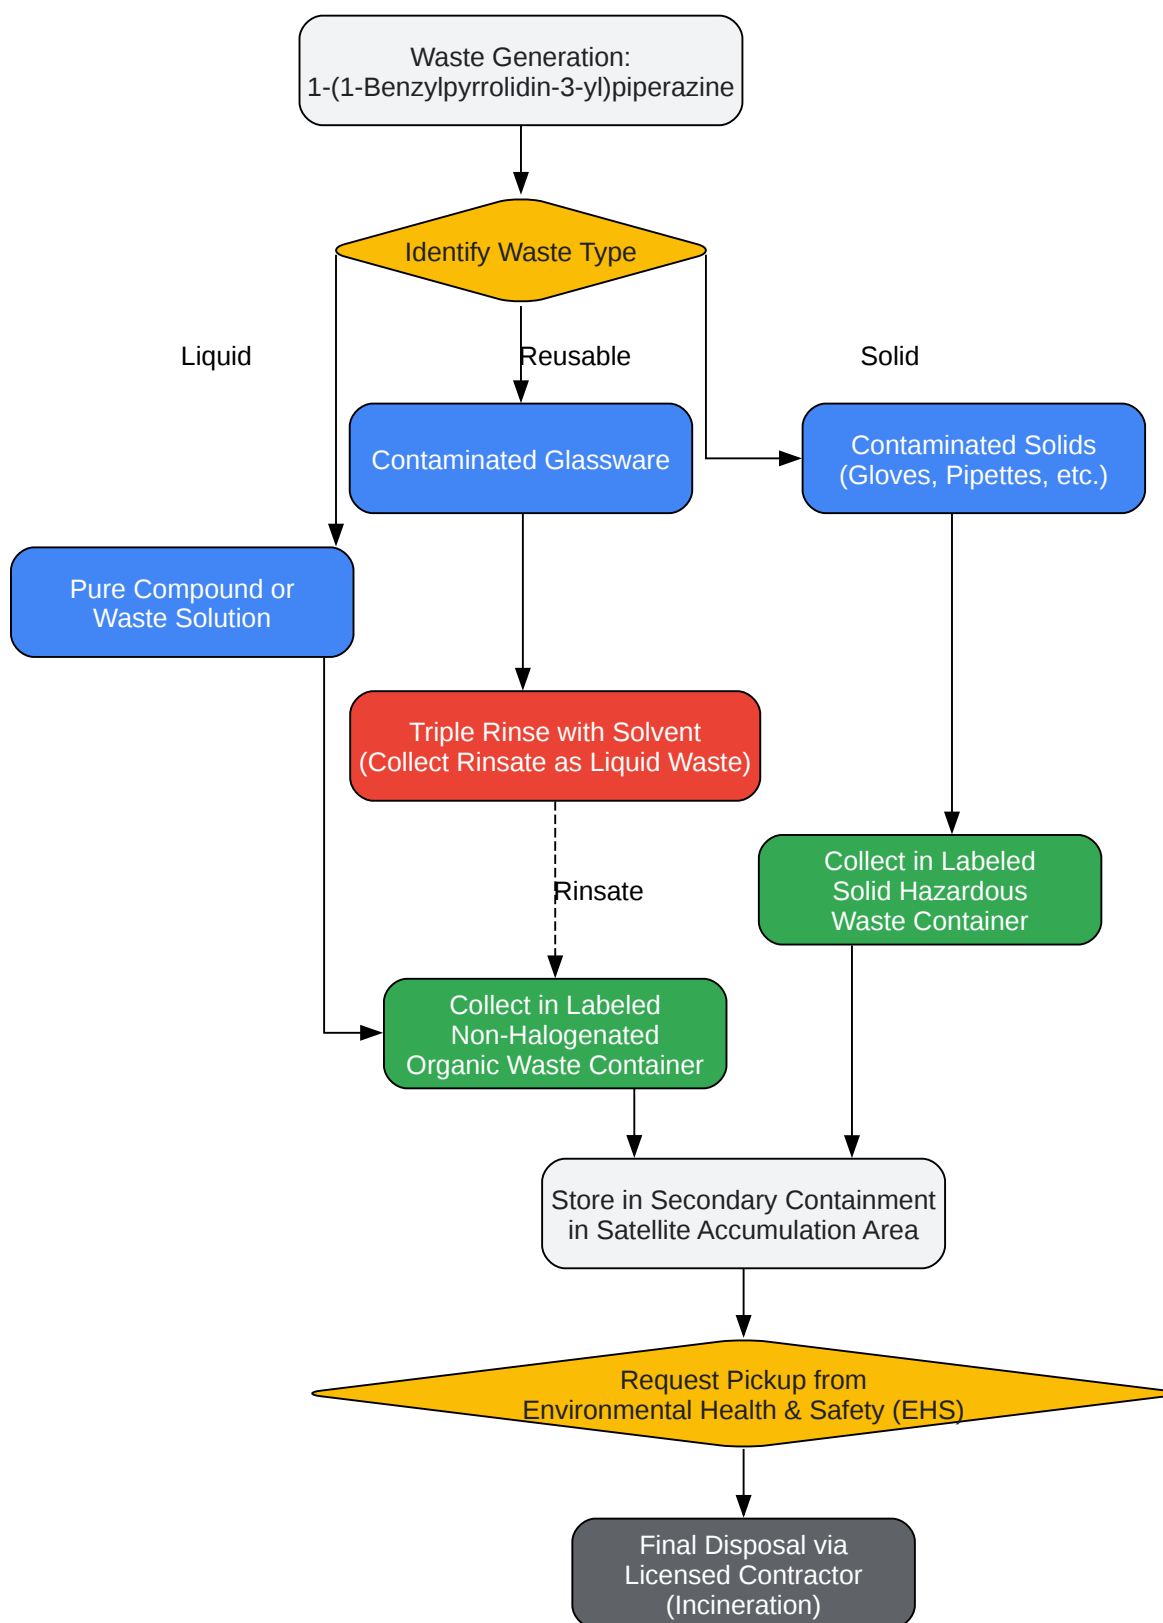 Waste Generation:
1-(1-Benzylpyrrolidin-3-yl)piperazine
Identify Waste Type
Liquid
Reusable
Solid
Contaminated Glassware
Contaminated Solids
(Gloves, Pipettes, etc.)
Pure Compound or
Waste Solution
Triple Rinse with Solvent
(Collect Rinsate as Liquid Waste)
Collect in Labeled
Solid Hazardous
Waste Container
Rinsate
Collect in Labeled
Non-Halogenated
Organic Waste Container
Store in Secondary Containment
in Satellite Accumulation Area
Request Pickup from
Environmental Health & Safety (EHS)
Final Disposal via
Licensed Contractor
(Incineration)